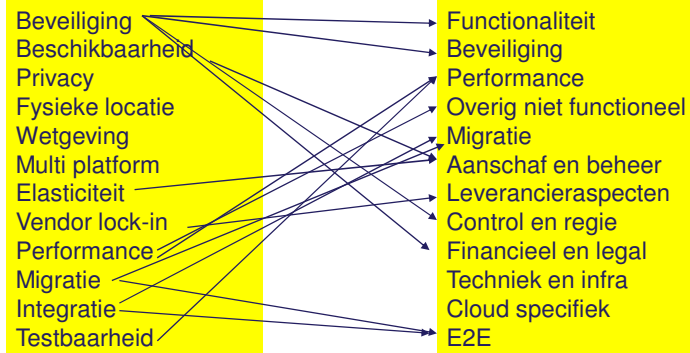 Beveiliging
Beschikbaarheid
Privacy
Fysieke locatie
Wetgeving
Multi platform
Elasticiteit
Vendor lock-in
Performance
Migratie
Integratie
Testbaarheid
Functionaliteit
Beveiliging
Performance
Overig niet functioneel
Migratie
Aanschaf en beheer
Leverancieraspecten
Control en regie
Financieel en legal
Techniek en infra
Cloud specifiek
E2E